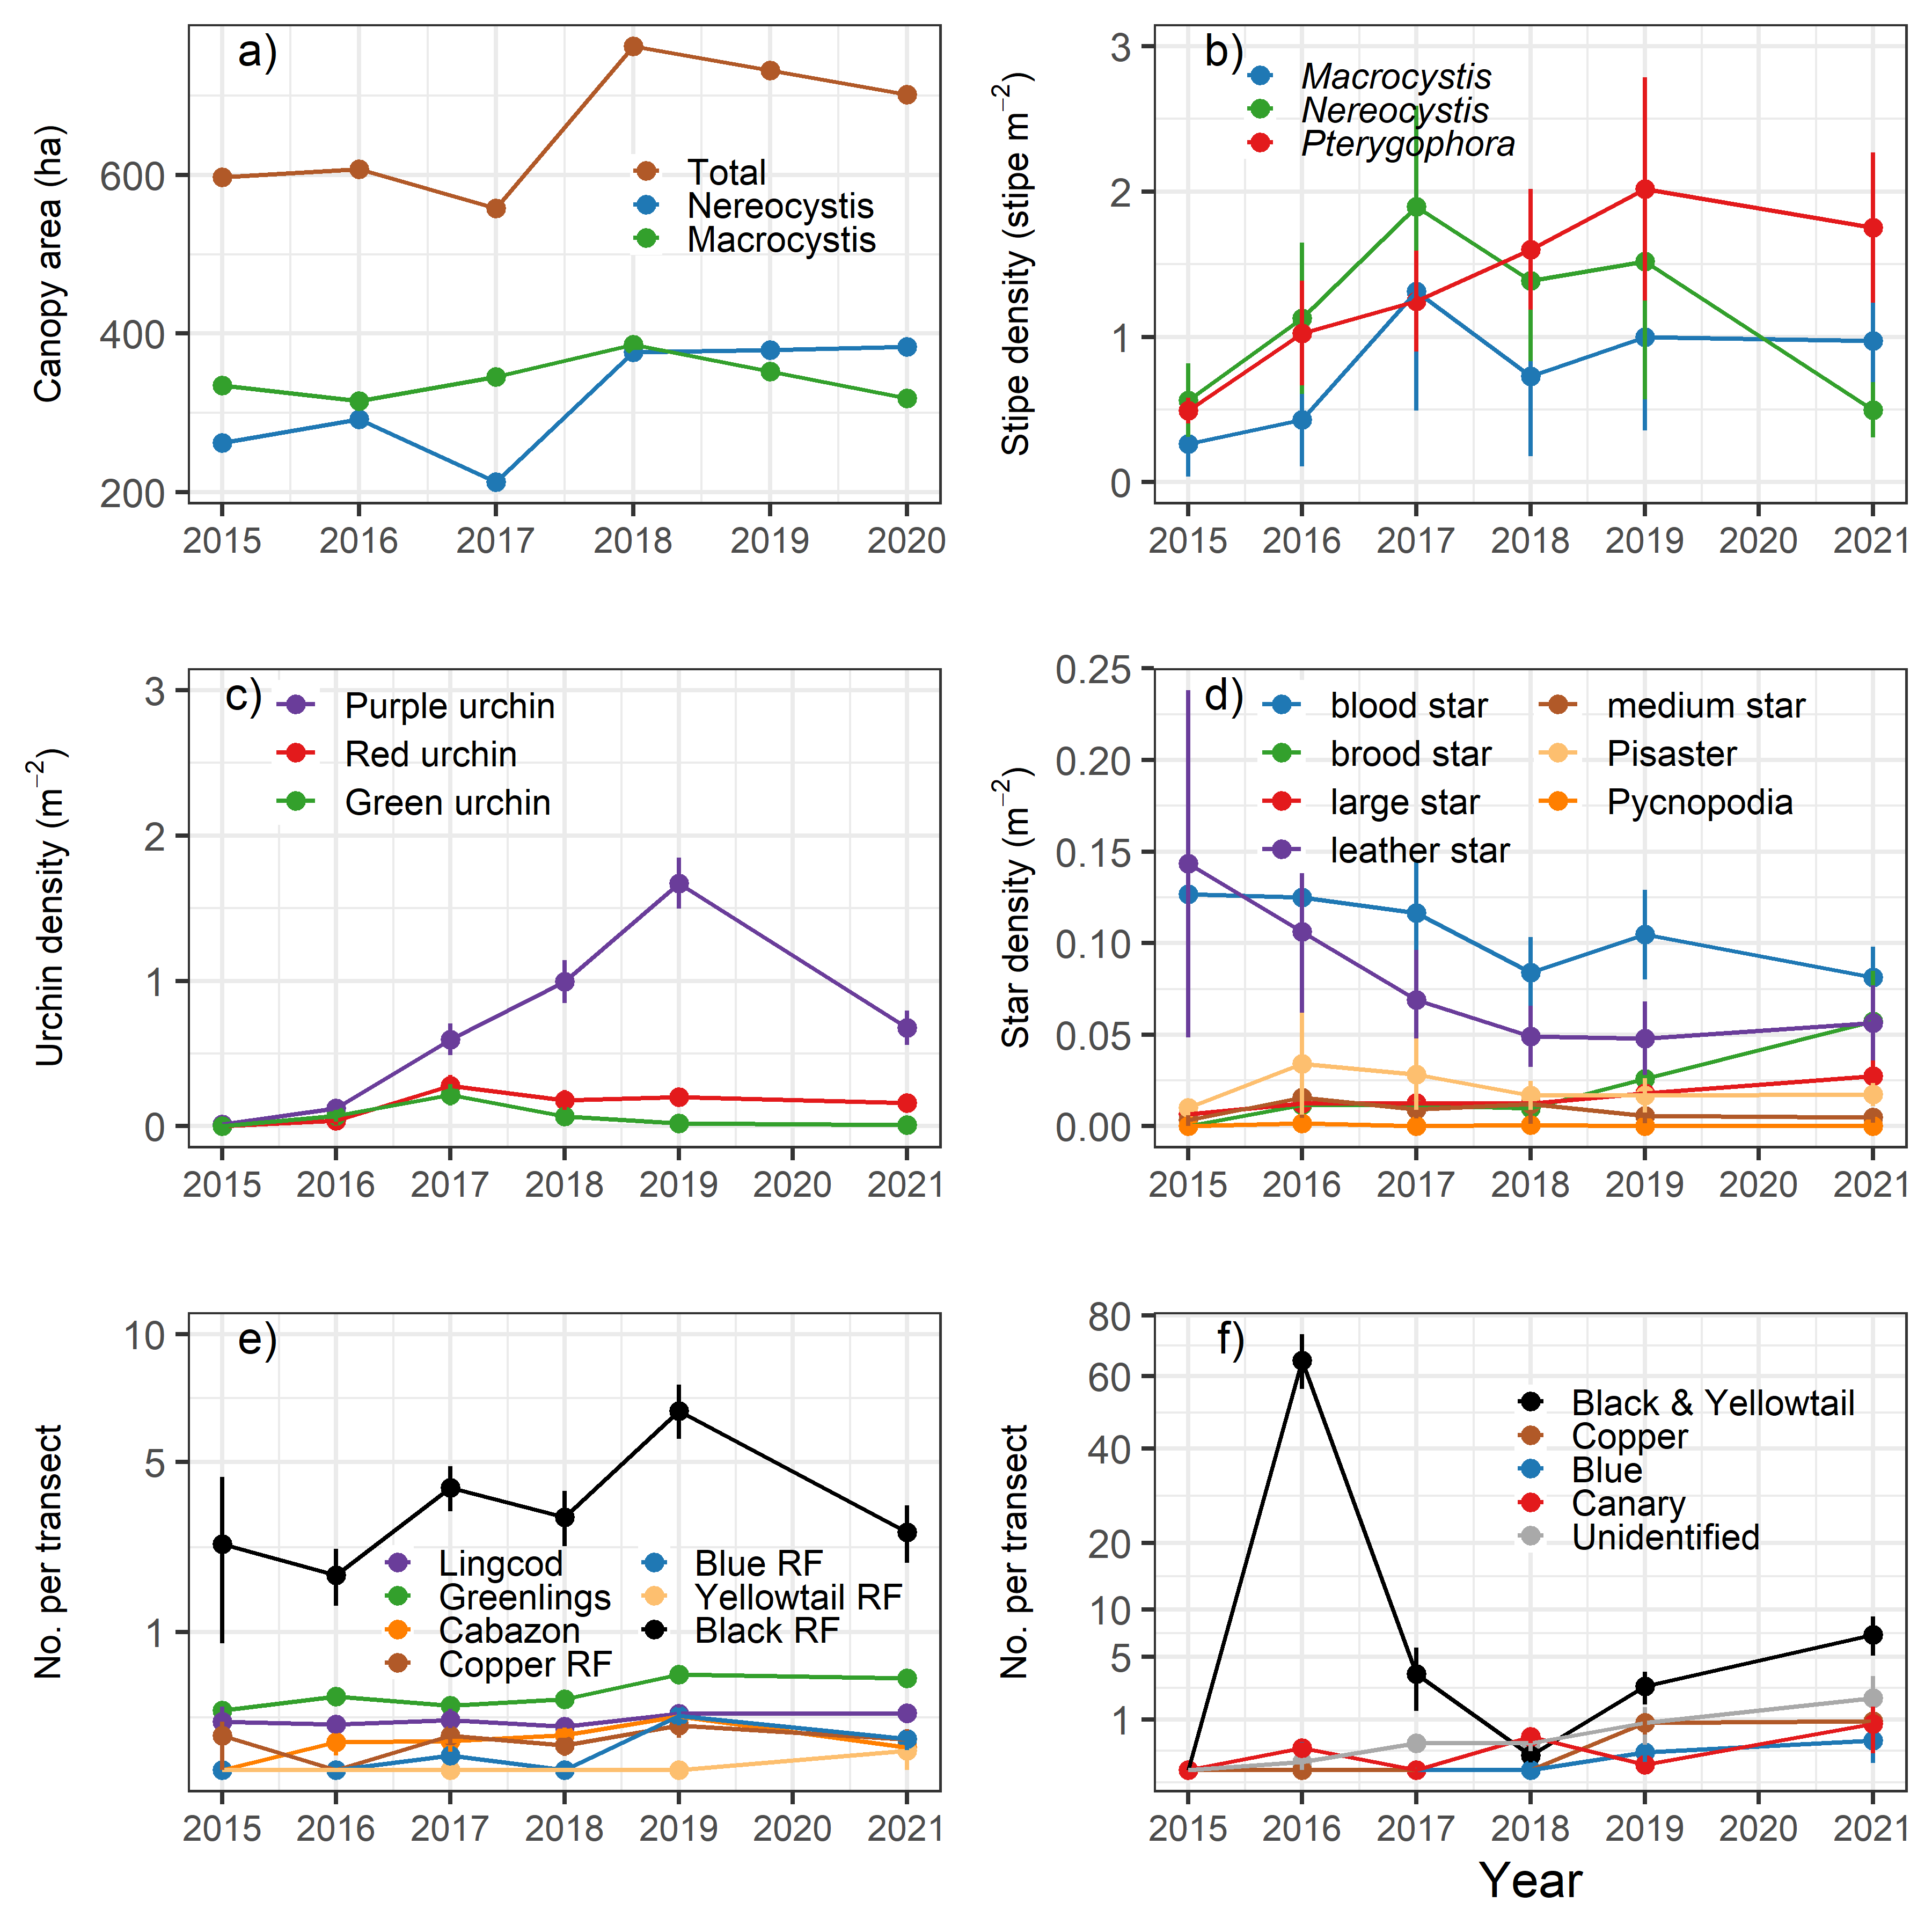 a)
Canopy area (ha)
600
400
200
Total
Nereocystis
Macrocystis
2015 2016 2017 2018 2019 2020
b)
Stipe density (stipe m⁻²)
3
2
1
0
Macrocystis
Nereocystis
Pterygophora
2015 2016 2017 2018 2019 2020 2021
c)
Urchin density (m⁻²)
3
2
1
0
Purple urchin
Red urchin
Green urchin
2015 2016 2017 2018 2019 2020 2021
d)
Star density (m⁻²)
0.25
0.20
0.15
0.10
0.05
0.00
blood star
brood star
large star
leather star
medium star
Pisaster
Pycnopodia
2015 2016 2017 2018 2019 2020 2021
e)
No. per transect
10
5
1
Lingcod
Greenlings
Cabazon
Copper RF
Blue RF
Yellowtail RF
Black RF
2015 2016 2017 2018 2019 2020 2021
f)
No. per transect
80
60
40
20
10
5
1
Black & Yellowtail
Copper
Blue
Canary
Unidentified
2015 2016 2017 2018 2019 2020 2021
Year